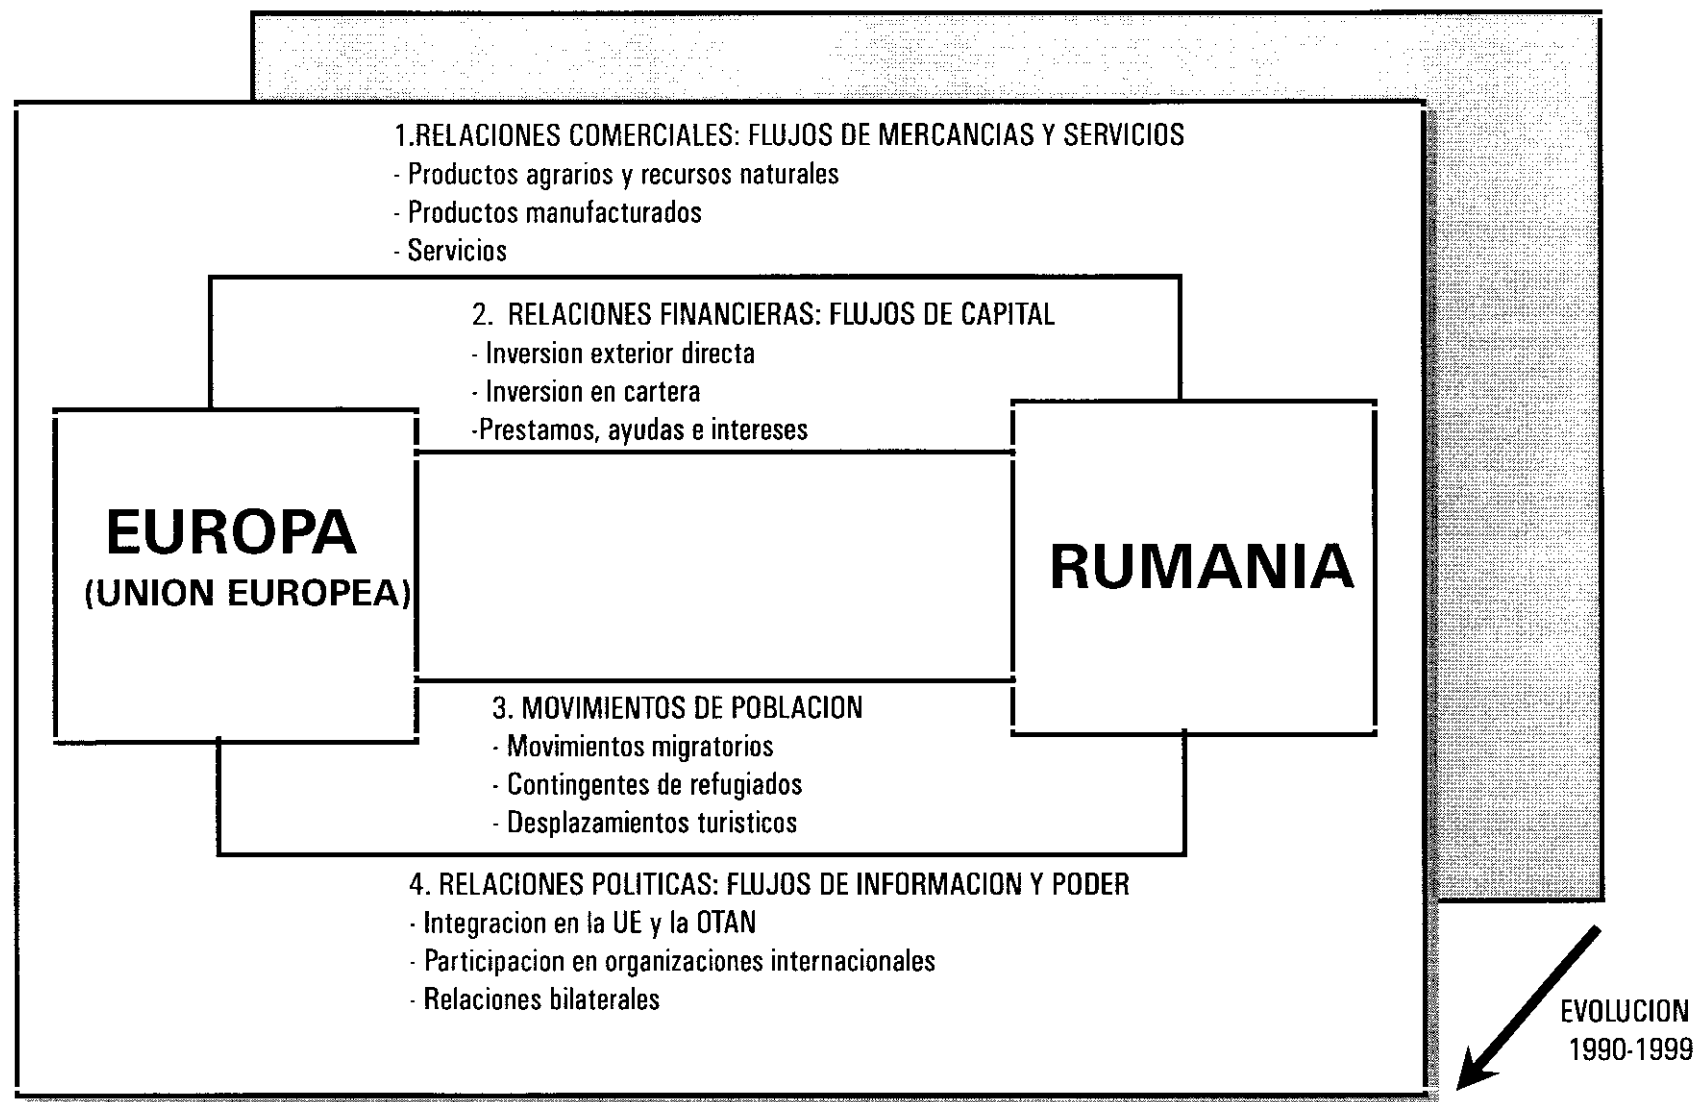 1.RELACIONES COMERCIALES: FLUJOS DE MERCANCIAS Y SERVICIOS
- Productos agrarios y recursos naturales
- Productos manufacturados
- Servicios
2. RELACIONES FINANCIERAS: FLUJOS DE CAPITAL
- Inversion exterior directa
- Inversion en cartera
-Prestamos, ayudas e intereses
EUROPA
(UNION EUROPEA)
RUMANIA
3. MOVIMIENTOS DE POBLACION
- Movimientos migratorios
- Contingentes de refugiados
- Desplazamientos turisticos
4. RELACIONES POLITICAS: FLUJOS DE INFORMACION Y PODER
- Integracion en la UE y la OTAN
- Participacion en organizaciones internacionales
- Relaciones bilaterales
EVOLUCION
1990-1999